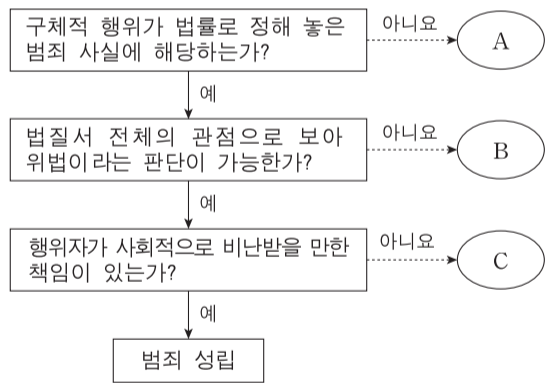 구체적 행위가 법률로 정해 놓은
범죄 사실에 해당하는가?
아니요
A
예
법질서 전체의 관점으로 보아
위법이라는 판단이 가능한가?
아니요
B
예
행위자가 사회적으로 비난받을 만한
책임이 있는가?
아니요
C
예
범죄 성립